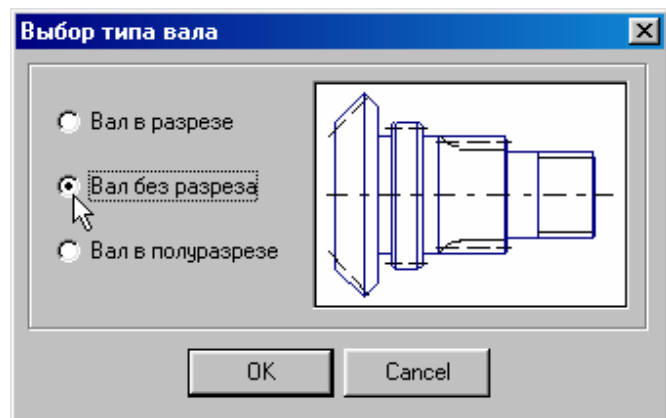 Выбор типа вала
Вал в разрезе
Вал без разреза
Вал в полуразрезе
OK
Cancel